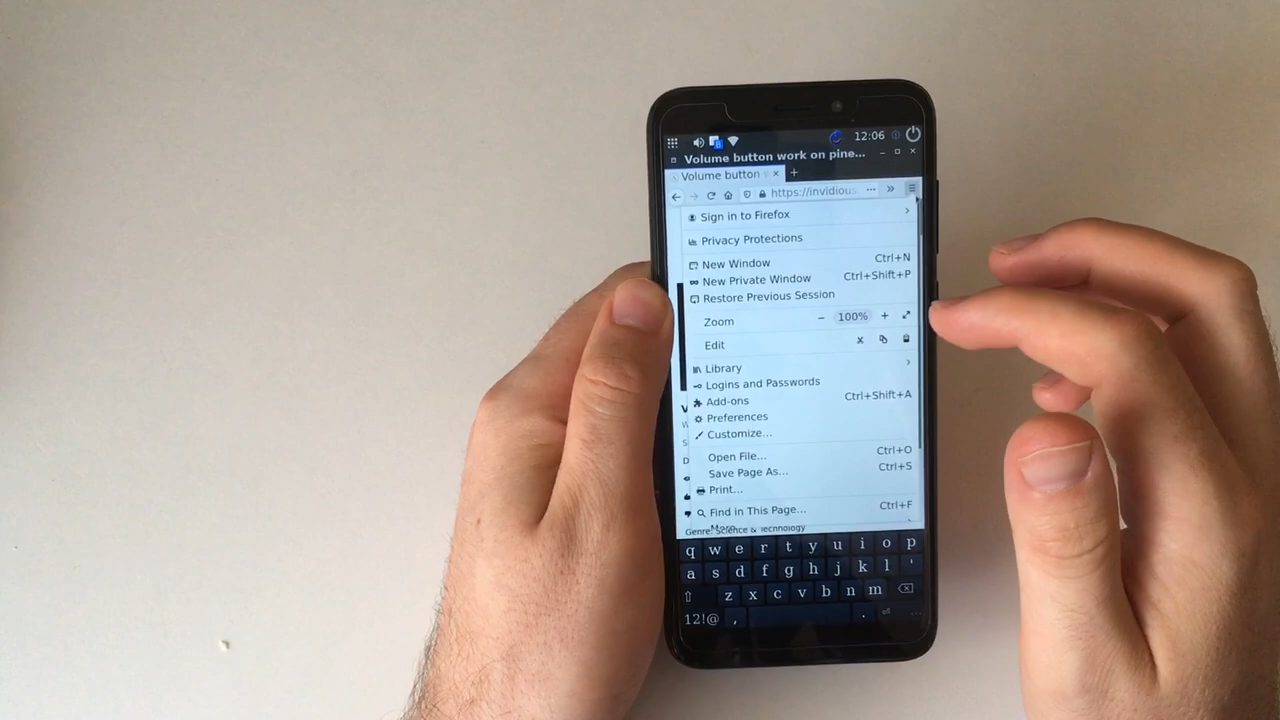 12:06
Volume button work on pine...
Volume button
https://invidious.
Sign in to Firefox
Privacy Protections
New Window Ctrl+N
New Private Window Ctrl+Shift+P
Restore Previous Session
Zoom − 100% +
Edit
Library
Logins and Passwords
Add-ons Ctrl+Shift+A
Preferences
Customize...
Open File... Ctrl+O
Save Page As... Ctrl+S
Print...
Find in This Page... Ctrl+F
More
Genre: Science & Technology
q w e r t y u i o p
a s d f g h j k l '
z x c v b n m
12!@ , . ...